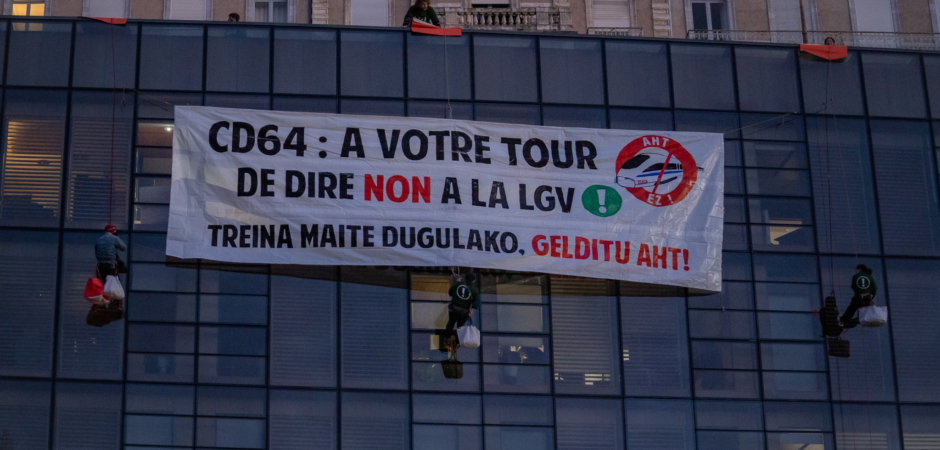 CD64 : A VOTRE TOUR
DE DIRE NON A LA LGV !
TREINA MAITE DUGULAKO, GELDITU AHT!
AHT
EZ !